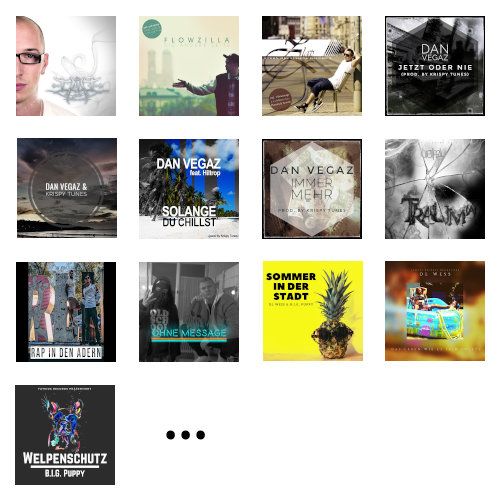 FLOWZILLA
DAN
VEGAZ
JETZT ODER NIE
(PROD. BY KRISPY TUNES)
DAN VEGAZ &
KRISPY TUNES
DAN VEGAZ
feat. Hilltrop
SOLANGE
DU CHILLST
DAN VEGAZ
IMMER
MEHR
PROD. BY KRISPY TUNES
TRAUMA
RAP IN DEN ADERN
OHNE MESSAGE
SOMMER
IN DER
STADT
DL WESS & B.I.G. PUPPY
DL WESS
WELPENSCHUTZ
B.I.G. PUPPY